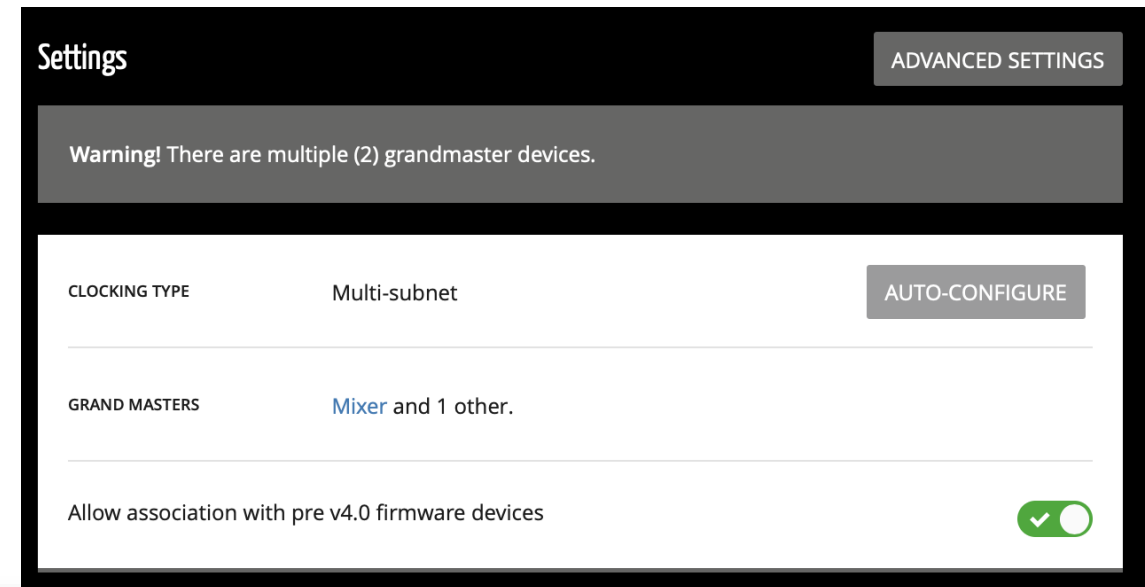 Settings
ADVANCED SETTINGS
Warning! There are multiple (2) grandmaster devices.
CLOCKING TYPE
Multi-subnet
AUTO-CONFIGURE
GRAND MASTERS
Mixer and 1 other.
Allow association with pre v4.0 firmware devices